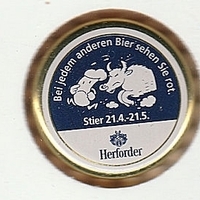 Bei jedem anderen Bier sehen Sie rot.
Stier 21.4.-21.5.
Herforder